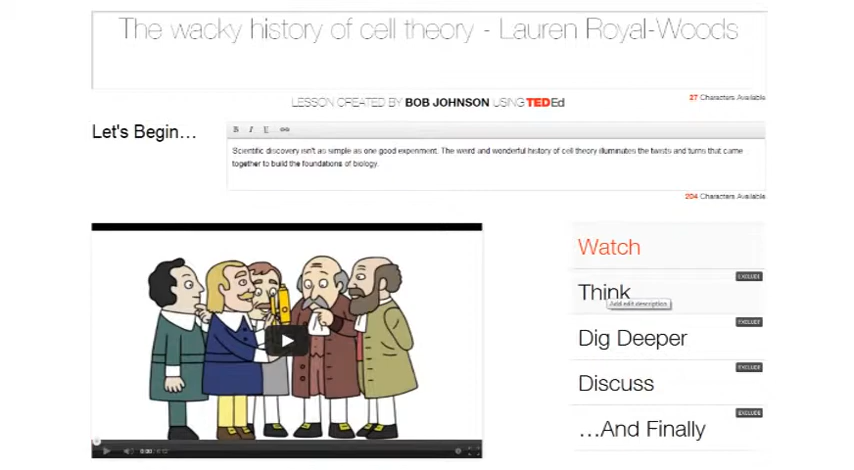 The wacky history of cell theory - Lauren Royal-Woods
LESSON CREATED BY BOB JOHNSON USING TEDEd
37 Characters Available
Let's Begin…
B I U
Scientific discovery isn't as simple as one good experiment. The weird and wonderful history of cell theory illuminates the twists and turns that came
together to build the foundations of biology.
204 Characters Available
Watch
EXCLUDE
Think
Add edit description
EXCLUDE
Dig Deeper
EXCLUDE
Discuss
EXCLUDE
…And Finally
0:00